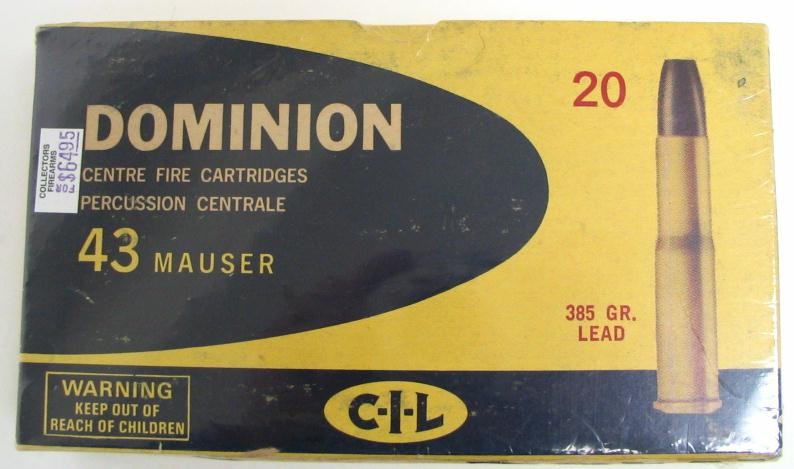 DOMINION
CENTRE FIRE CARTRIDGES
PERCUSSION CENTRALE
43 MAUSER
20
385 GR.
LEAD
WARNING
KEEP OUT OF
REACH OF CHILDREN
C-I-L
COLLECTORS
FIREARMS
$6495